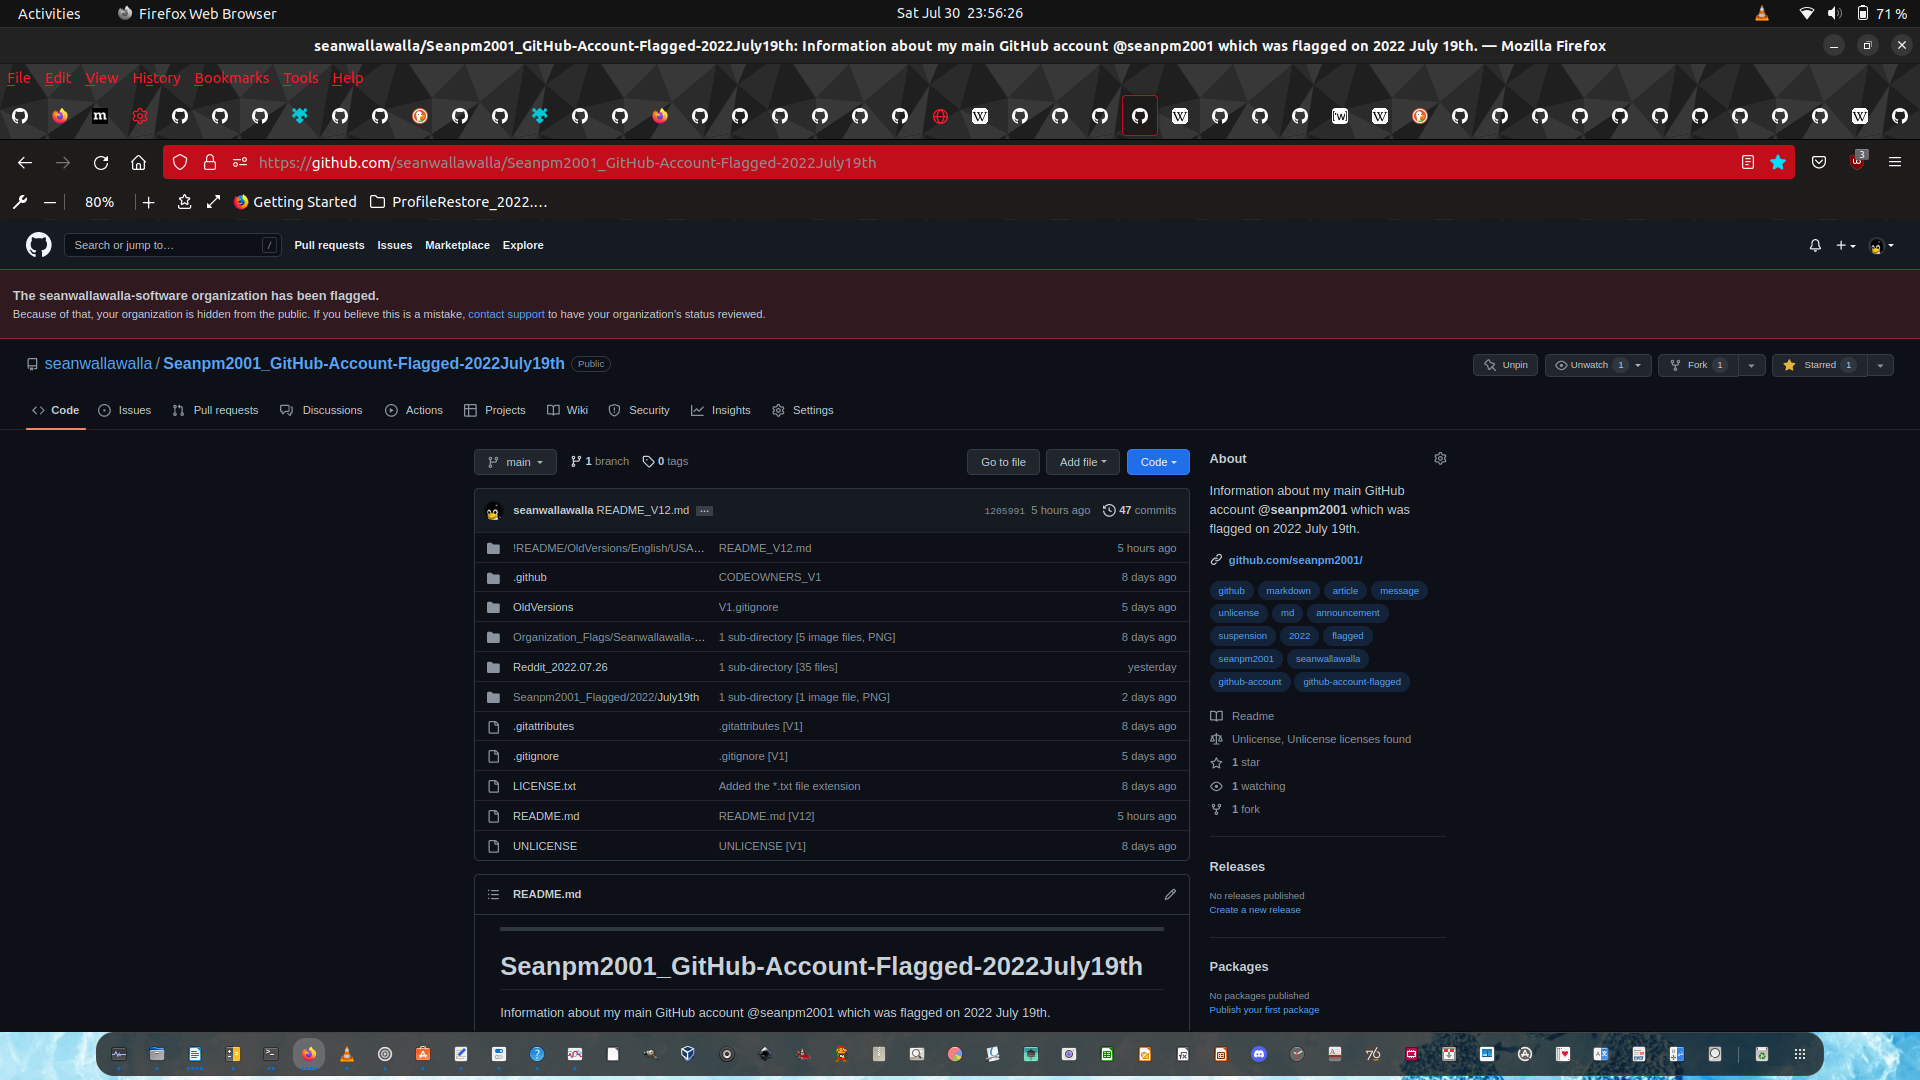 Activities
Firefox Web Browser
Sat Jul 30 23:56:26
71 %
seanwallawalla/Seanpm2001_GitHub-Account-Flagged-2022July19th: Information about my main GitHub account @seanpm2001 which was flagged on 2022 July 19th. — Mozilla Firefox
File Edit View History Bookmarks Tools Help
https://github.com/seanwallawalla/Seanpm2001_GitHub-Account-Flagged-2022July19th
3
80%
Getting Started
ProfileRestore_2022....
Search or jump to...
/
Pull requests Issues Marketplace Explore
The seanwallawalla-software organization has been flagged.
Because of that, your organization is hidden from the public. If you believe this is a mistake, contact support to have your organization's status reviewed.
seanwallawalla / Seanpm2001_GitHub-Account-Flagged-2022July19th Public
Unpin Unwatch 1 Fork 1 Starred 1
Code Issues Pull requests Discussions Actions Projects Wiki Security Insights Settings
main 1 branch 0 tags Go to file Add file Code
seanwallawalla README_V12.md ... 1205991 5 hours ago 47 commits
!README/OldVersions/English/USA... README_V12.md 5 hours ago
.github CODEOWNERS_V1 8 days ago
OldVersions V1.gitignore 5 days ago
Organization_Flags/Seanwallawalla-... 1 sub-directory [5 image files, PNG] 8 days ago
Reddit_2022.07.26 1 sub-directory [35 files] yesterday
Seanpm2001_Flagged/2022/July19th 1 sub-directory [1 image file, PNG] 2 days ago
.gitattributes .gitattributes [V1] 8 days ago
.gitignore .gitignore [V1] 5 days ago
LICENSE.txt Added the *.txt file extension 8 days ago
README.md README.md [V12] 5 hours ago
UNLICENSE UNLICENSE [V1] 8 days ago
README.md
Seanpm2001_GitHub-Account-Flagged-2022July19th
Information about my main GitHub account @seanpm2001 which was flagged on 2022 July 19th.
About
Information about my main GitHub
account @seanpm2001 which was
flagged on 2022 July 19th.
github.com/seanpm2001/
github markdown article message
unlicense md announcement
suspension 2022 flagged
seanpm2001 seanwallawalla
github-account github-account-flagged
Readme
Unlicense, Unlicense licenses found
1 star
1 watching
1 fork
Releases
No releases published
Create a new release
Packages
No packages published
Publish your first package